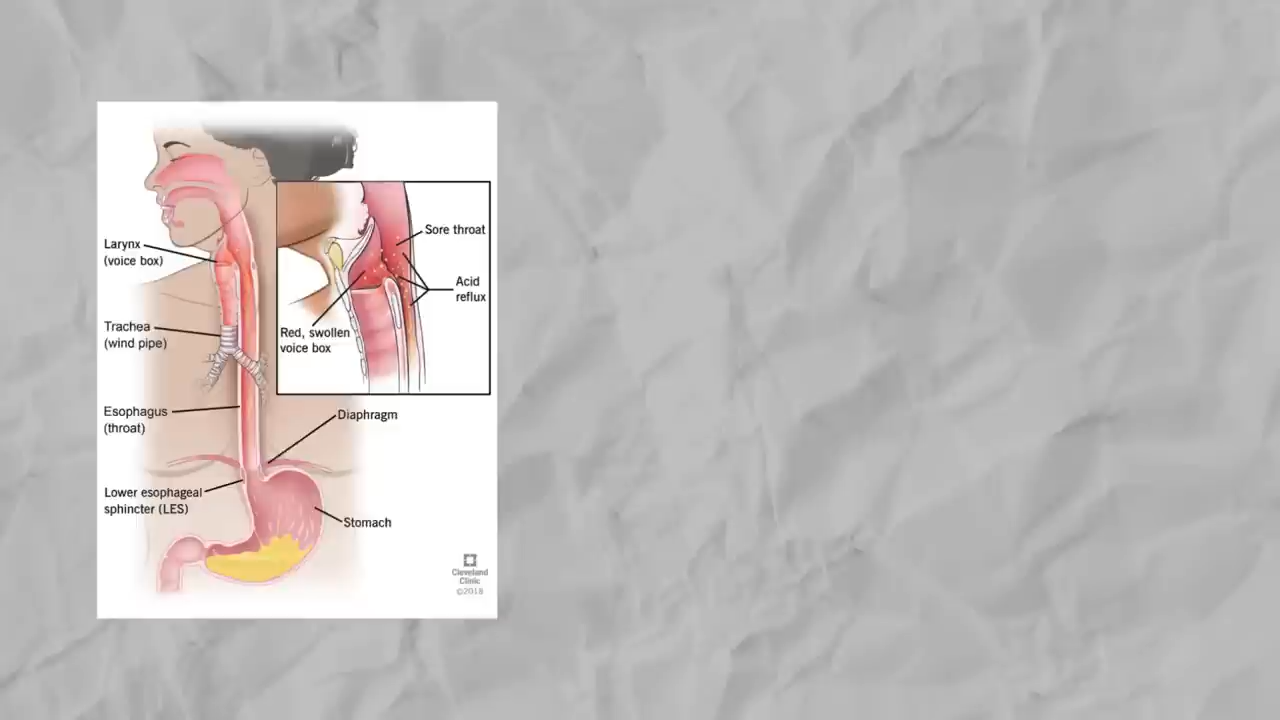 Larynx
(voice box)
Trachea
(wind pipe)
Esophagus
(throat)
Lower esophageal
sphincter (LES)
Sore throat
Acid
reflux
Red, swollen
voice box
Diaphragm
Stomach
Cleveland
Clinic
©2018